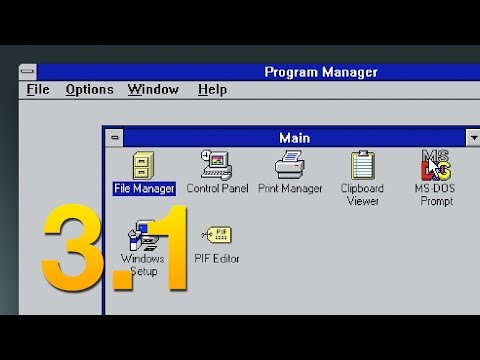 Program Manager
File Options Window Help
Main
File Manager
Control Panel
Print Manager
Clipboard
Viewer
MS-DOS
Prompt
MS
DOS
Windows
Setup
PIF
PIF Editor
3.1